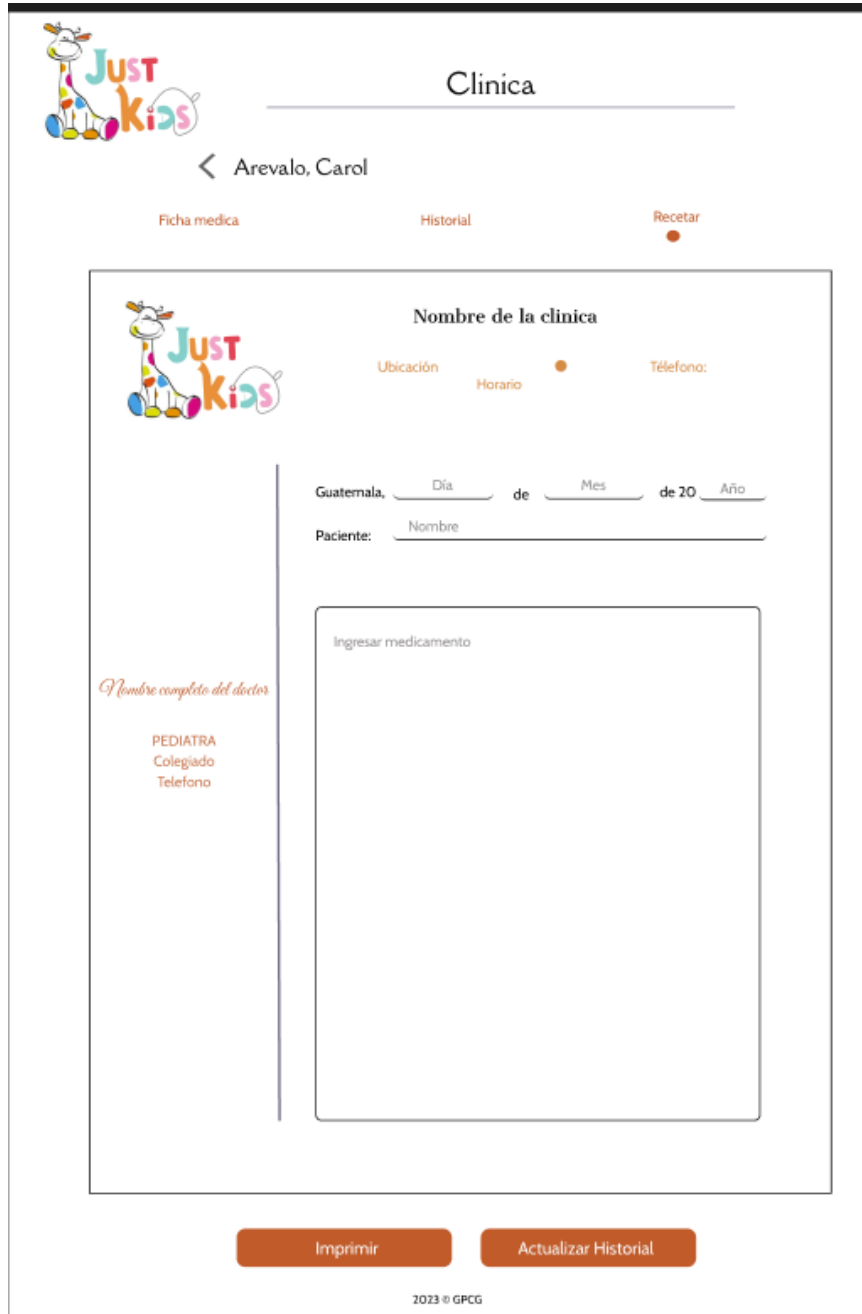 JUST
KiDS
Clinica
Arevalo, Carol
Ficha medica Historial Recetar
JUST
KiDS
Nombre de la clinica
Ubicación Télefono:
Horario
Guatemala, Día de Mes de 20 Año
Paciente: Nombre
Ingresar medicamento
Nombre completo del doctor
PEDIATRA
Colegiado
Telefono
Imprimir Actualizar Historial
2023 © GPCG